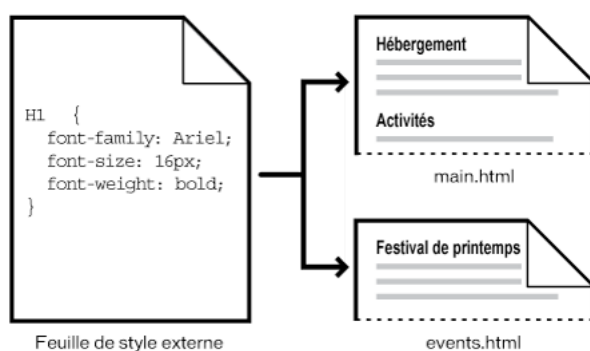 H1 {
font-family: Ariel;
font-size: 16px;
font-weight: bold;
}
Feuille de style externe
Hébergement
Activités
main.html
Festival de printemps
events.html